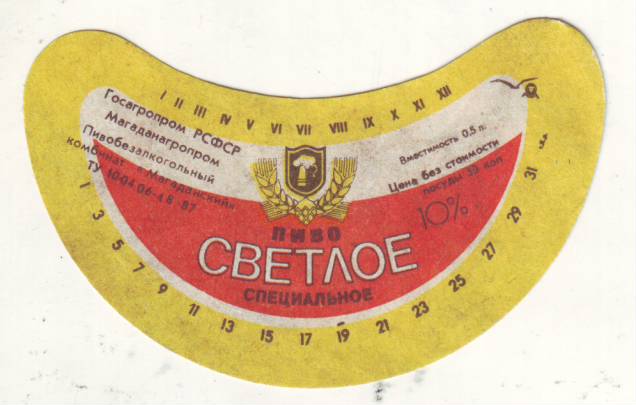 I II III IV V VI VII VIII IX X XI XII
Госагропром РСФСР
Магаданагропром
Пивобезалкогольный
комбинат «Магаданский»
ТУ 10.04.06-18-87
Вместимость 0,5 л.
Цена без стоимости
посуды 39 коп
10%
ПИВО
СВЕТЛОЕ
СПЕЦИАЛЬНОЕ
1 3 5 7 9 11 13 15 17 19 21 23 25 27 29 31